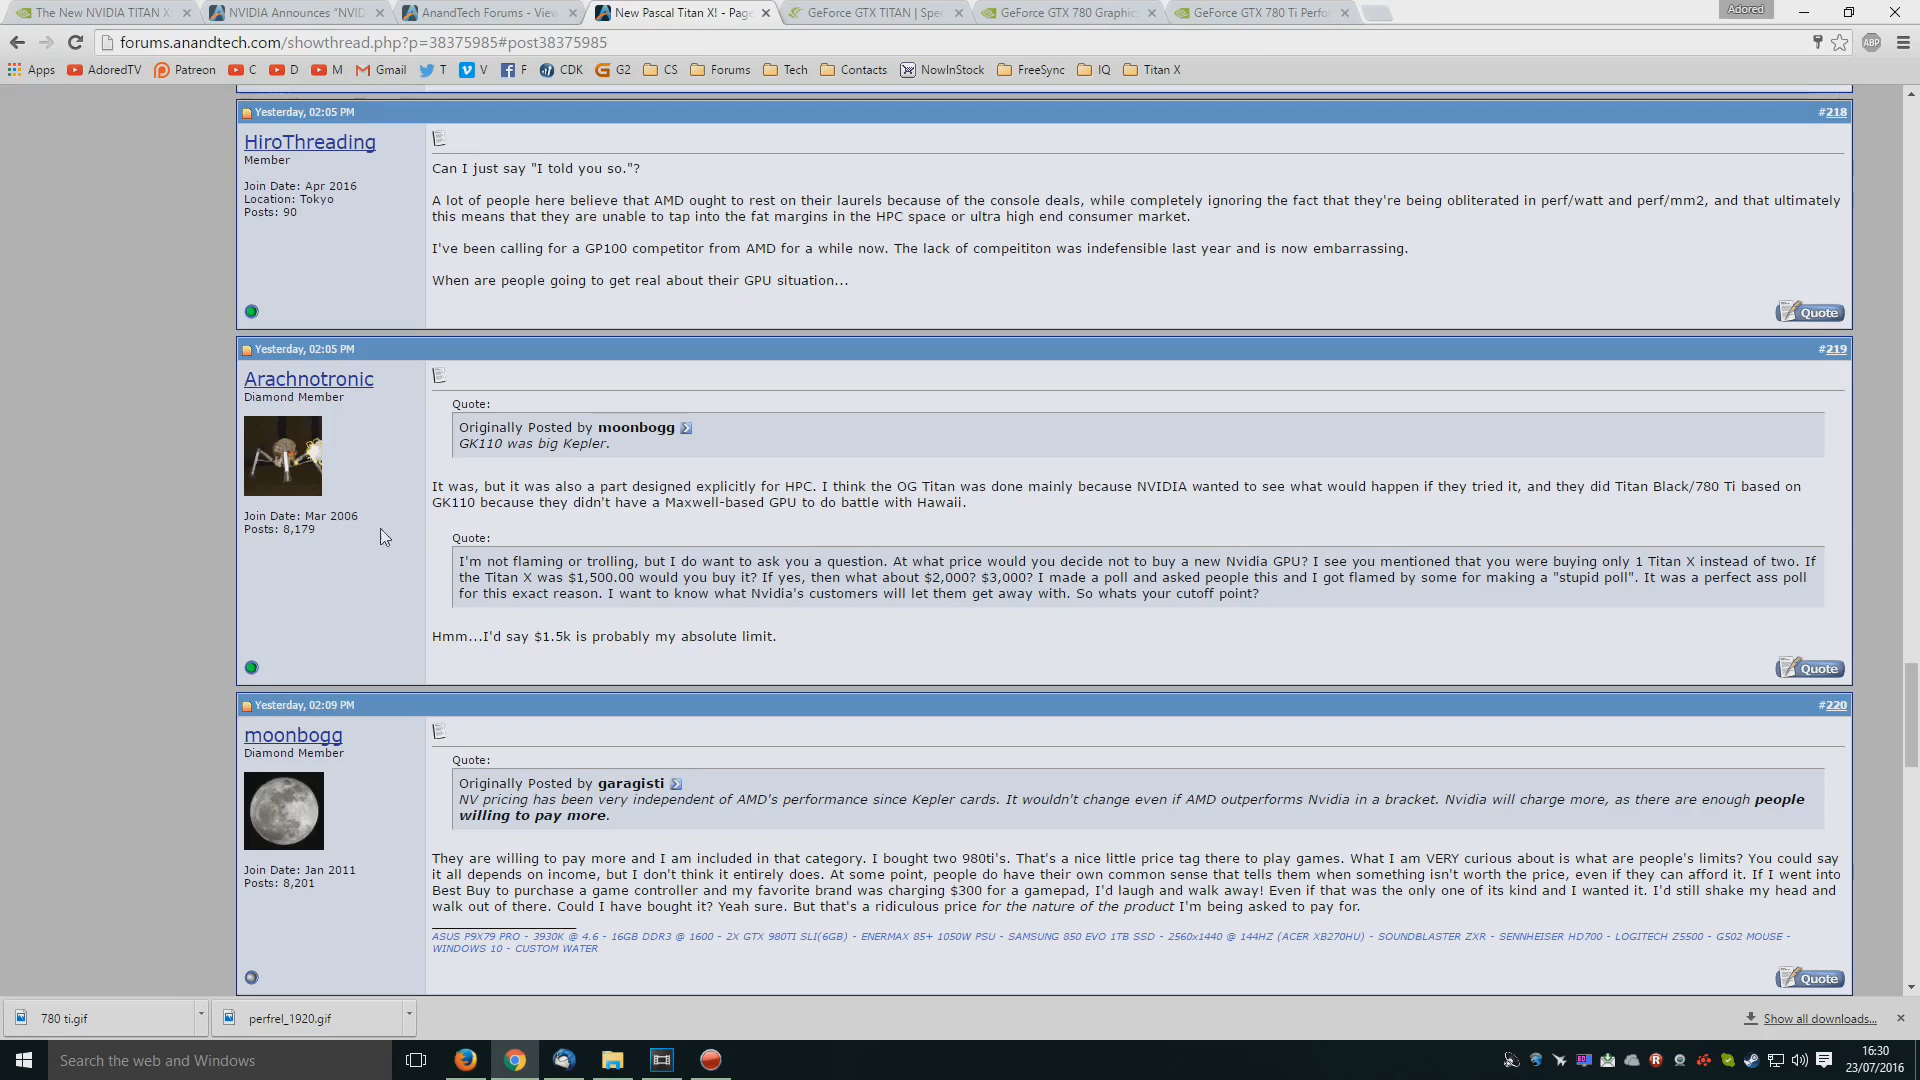 The New NVIDIA TITAN X
NVIDIA Announces "NVID
AnandTech Forums - View
New Pascal Titan X! - Page
GeForce GTX TITAN | Spec
GeForce GTX 780 Graphic
GeForce GTX 780 Ti Perfo
Adored
forums.anandtech.com/showthread.php?p=38375985#post38375985
ABP
Apps AdoredTV Patreon C D M Gmail T V F CDK G2 CS Forums Tech Contacts NowInStock FreeSync IQ Titan X
Yesterday, 02:05 PM #218
HiroThreading
Member
Join Date: Apr 2016
Location: Tokyo
Posts: 90
Can I just say "I told you so."?
A lot of people here believe that AMD ought to rest on their laurels because of the console deals, while completely ignoring the fact that they're being obliterated in perf/watt and perf/mm2, and that ultimately
this means that they are unable to tap into the fat margins in the HPC space or ultra high end consumer market.
I've been calling for a GP100 competitor from AMD for a while now. The lack of compeititon was indefensible last year and is now embarrassing.
When are people going to get real about their GPU situation...
Quote
Yesterday, 02:05 PM #219
Arachnotronic
Diamond Member
Join Date: Mar 2006
Posts: 8,179
Quote:
Originally Posted by moonbogg
GK110 was big Kepler.
It was, but it was also a part designed explicitly for HPC. I think the OG Titan was done mainly because NVIDIA wanted to see what would happen if they tried it, and they did Titan Black/780 Ti based on
GK110 because they didn't have a Maxwell-based GPU to do battle with Hawaii.
Quote:
I'm not flaming or trolling, but I do want to ask you a question. At what price would you decide not to buy a new Nvidia GPU? I see you mentioned that you were buying only 1 Titan X instead of two. If
the Titan X was $1,500.00 would you buy it? If yes, then what about $2,000? $3,000? I made a poll and asked people this and I got flamed by some for making a "stupid poll". It was a perfect ass poll
for this exact reason. I want to know what Nvidia's customers will let them get away with. So whats your cutoff point?
Hmm...I'd say $1.5k is probably my absolute limit.
Quote
Yesterday, 02:09 PM #220
moonbogg
Diamond Member
Join Date: Jan 2011
Posts: 8,201
Quote:
Originally Posted by garagisti
NV pricing has been very independent of AMD's performance since Kepler cards. It wouldn't change even if AMD outperforms Nvidia in a bracket. Nvidia will charge more, as there are enough people
willing to pay more.
They are willing to pay more and I am included in that category. I bought two 980ti's. That's a nice little price tag there to play games. What I am VERY curious about is what are people's limits? You could say
it all depends on income, but I don't think it entirely does. At some point, people do have their own common sense that tells them when something isn't worth the price, even if they can afford it. If I went into
Best Buy to purchase a game controller and my favorite brand was charging $300 for a gamepad, I'd laugh and walk away! Even if that was the only one of its kind and I wanted it. I'd still shake my head and
walk out of there. Could I have bought it? Yeah sure. But that's a ridiculous price for the nature of the product I'm being asked to pay for.
ASUS P9X79 PRO - 3930K @ 4.6 - 16GB DDR3 @ 1600 - 2X GTX 980TI SLI(6GB) - ENERMAX 85+ 1050W PSU - SAMSUNG 850 EVO 1TB SSD - 2560x1440 @ 144HZ (ACER XB270HU) - SOUNDBLASTER ZXR - SENNHEISER HD700 - LOGITECH Z5500 - G502 MOUSE -
WINDOWS 10 - CUSTOM WATER
Quote
780 ti.gif
perfrel_1920.gif
Show all downloads...
Search the web and Windows
16:30
23/07/2016